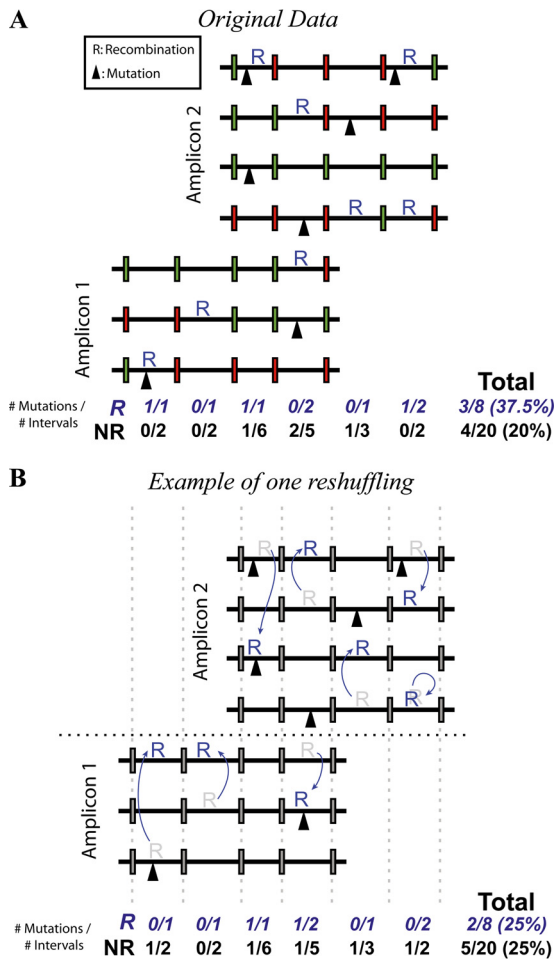 A
Original Data
R: Recombination
: Mutation
R
R
R
Amplicon 2
R
R
R
R
R
Amplicon 1
Total
# Mutations /
# Intervals
R 1/1 0/1 1/1 0/2 0/1 1/2 3/8 (37.5%)
NR 0/2 0/2 1/6 2/5 1/3 0/2 4/20 (20%)
B
Example of one reshuffling
R R R
R R
Amplicon 2
R R
R R R
R R R
Amplicon 1
R R
R
Total
# Mutations /
# Intervals
R 0/1 0/1 1/1 1/2 0/1 0/2 2/8 (25%)
NR 1/2 0/2 1/6 1/5 1/3 1/2 5/20 (25%)